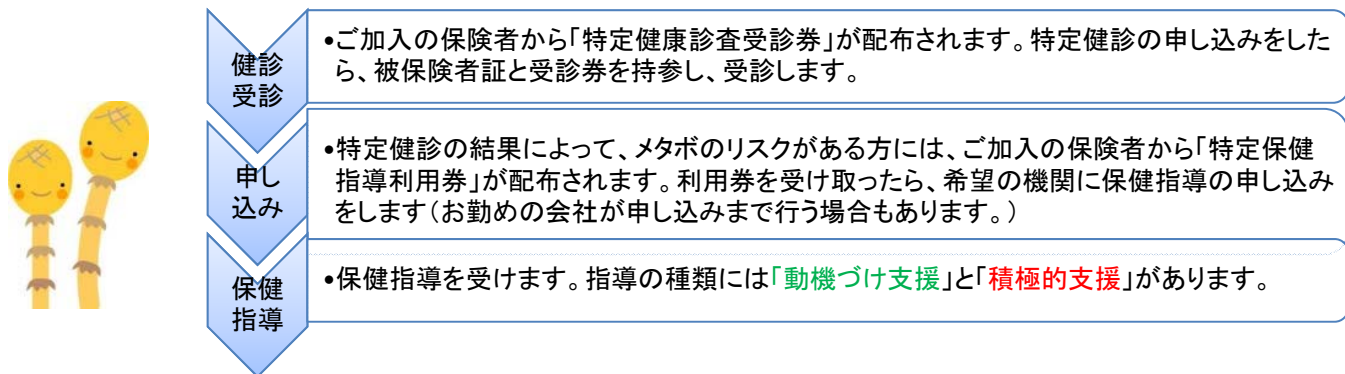 健診
受診
•ご加入の保険者から｢特定健康診査受診券｣が配布されます。特定健診の申し込みをした
ら、被保険者証と受診券を持参し、受診します。
申し
込み
•特定健診の結果によって、メタボのリスクがある方には、ご加入の保険者から｢特定保健
指導利用券｣が配布されます。利用券を受け取ったら、希望の機関に保健指導の申し込み
をします(お勤めの会社が申し込みまで行う場合もあります。)
保健
指導
•保健指導を受けます。指導の種類には｢動機づけ支援｣と｢積極的支援｣があります。